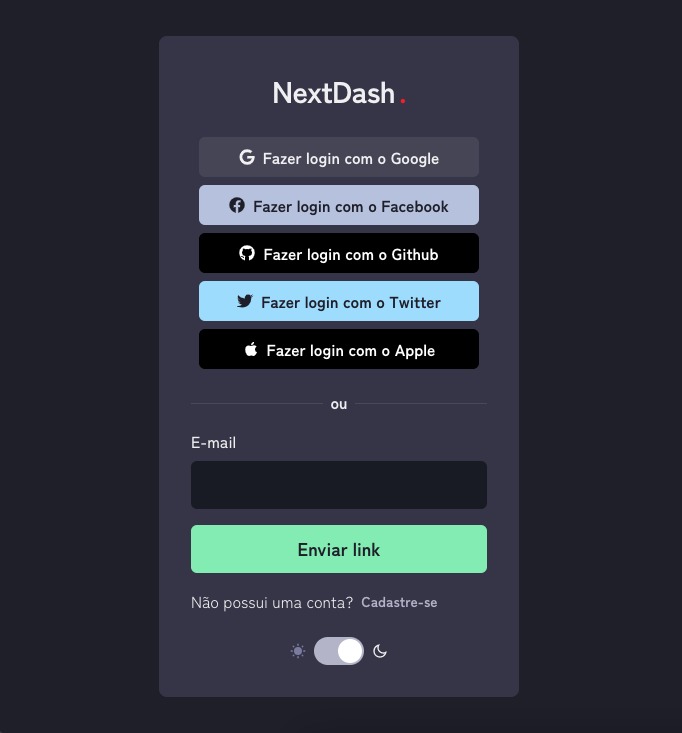 NextDash.
Fazer login com o Google
Fazer login com o Facebook
Fazer login com o Github
Fazer login com o Twitter
Fazer login com o Apple
ou
E-mail
Enviar link
Não possui uma conta? Cadastre-se